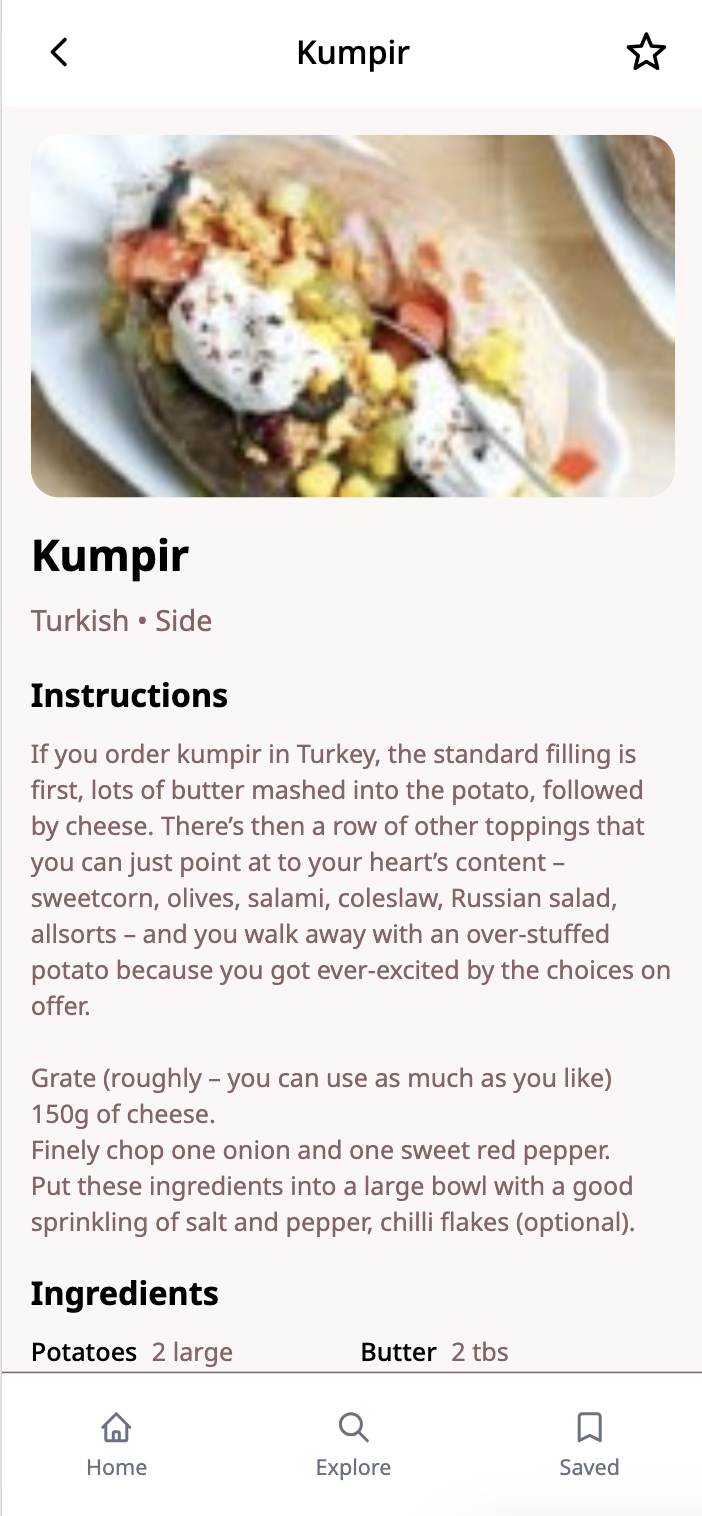 Kumpir
Kumpir
Turkish • Side
Instructions
If you order kumpir in Turkey, the standard filling is
first, lots of butter mashed into the potato, followed
by cheese. There’s then a row of other toppings that
you can just point at to your heart’s content –
sweetcorn, olives, salami, coleslaw, Russian salad,
allsorts – and you walk away with an over-stuffed
potato because you got ever-excited by the choices on
offer.
Grate (roughly – you can use as much as you like)
150g of cheese.
Finely chop one onion and one sweet red pepper.
Put these ingredients into a large bowl with a good
sprinkling of salt and pepper, chilli flakes (optional).
Ingredients
Potatoes 2 large Butter 2 tbs
Home Explore Saved